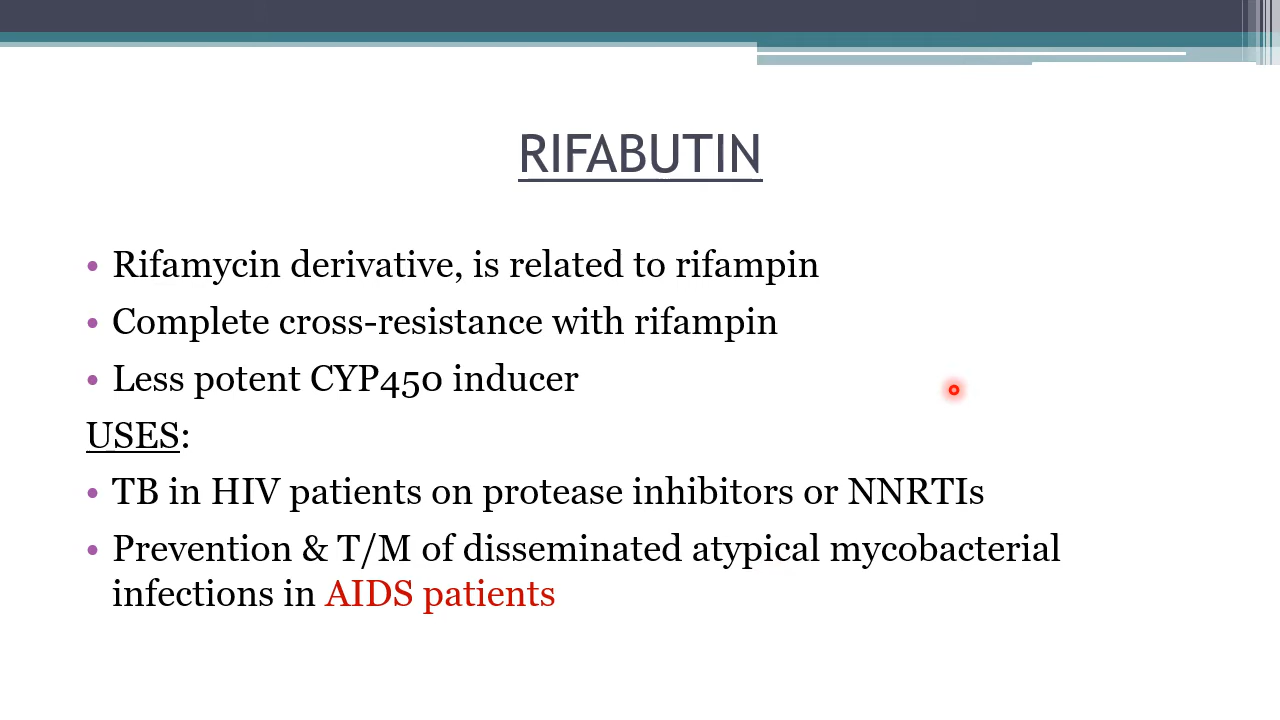 RIFABUTIN
• Rifamycin derivative, is related to rifampin
• Complete cross-resistance with rifampin
• Less potent CYP450 inducer
USES:
• TB in HIV patients on protease inhibitors or NNRTIs
• Prevention & T/M of disseminated atypical mycobacterial
infections in AIDS patients